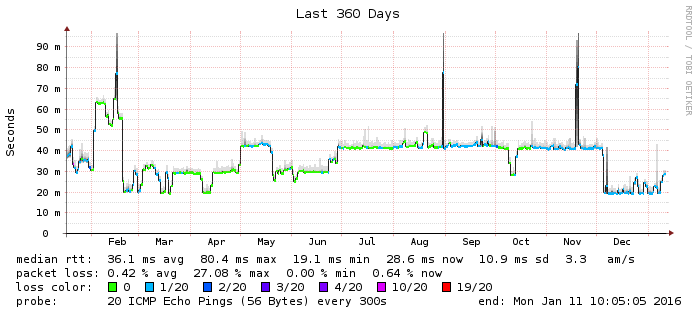 Last 360 Days
RRDTOOL / TOBI OETIKER
Seconds
90 m
80 m
70 m
60 m
50 m
40 m
30 m
20 m
10 m
0
Feb Mar Apr May Jun Jul Aug Sep Oct Nov Dec
median rtt: 36.1 ms avg 80.4 ms max 19.1 ms min 28.6 ms now 10.9 ms sd 3.3 am/s
packet loss: 0.42 % avg 27.08 % max 0.00 % min 0.64 % now
loss color: 0 1/20 2/20 3/20 4/20 10/20 19/20
probe: 20 ICMP Echo Pings (56 Bytes) every 300s end: Mon Jan 11 10:05:05 2016